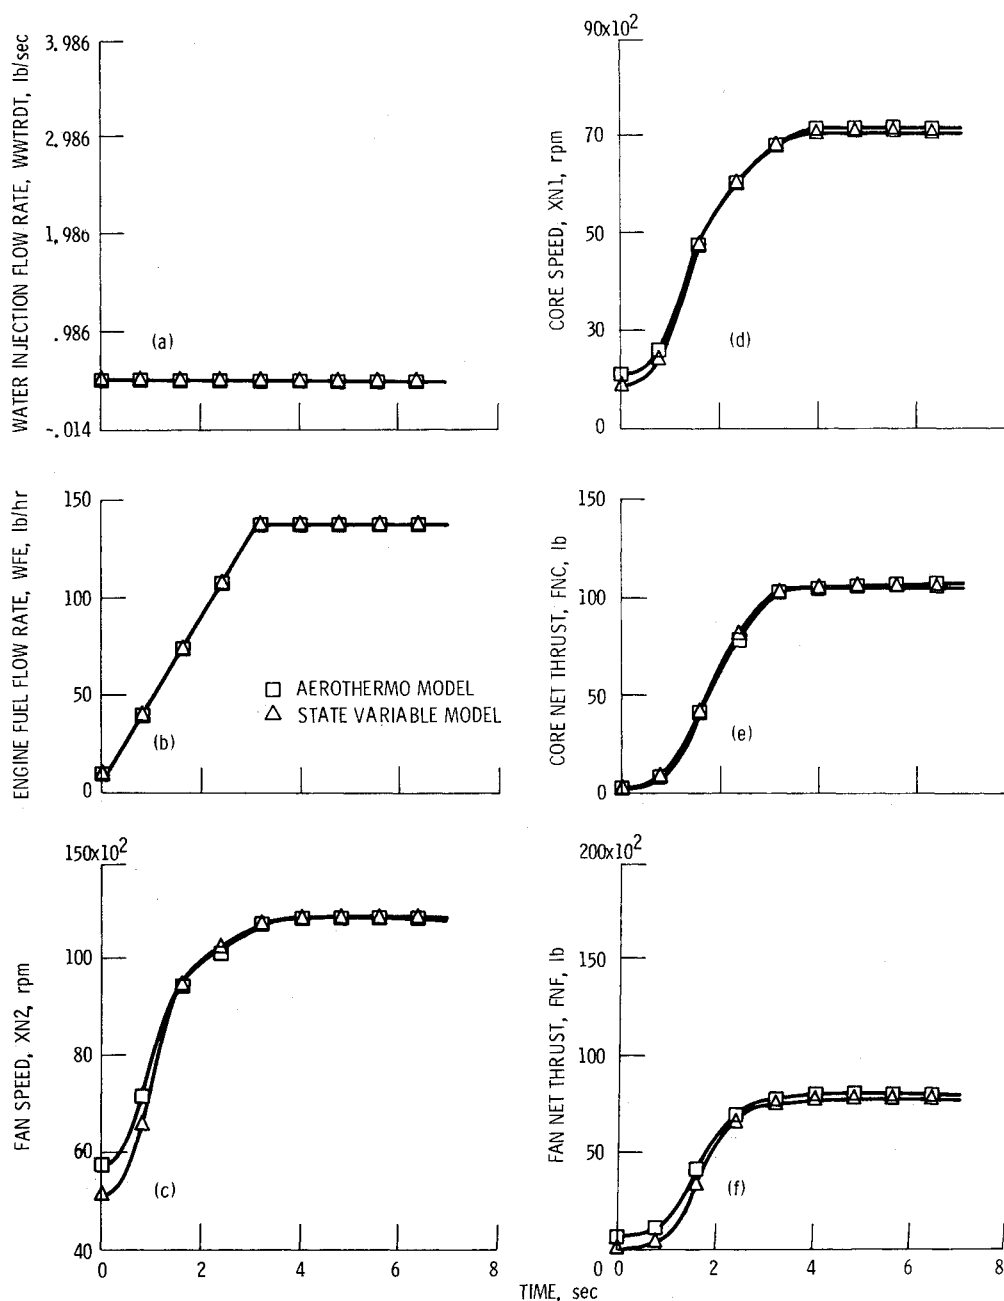 WATER INJECTION FLOW RATE, WWTRDT, lb/sec
3.986
2.986
1.986
.986
-.014
(a)
90x10²
70
50
30
0
CORE SPEED, XN1, rpm
(d)
ENGINE FUEL FLOW RATE, WFE, lb/hr
150
100
50
0
(b)
□ AEROTHERMO MODEL
△ STATE VARIABLE MODEL
CORE NET THRUST, FNC, lb
150
100
50
0
(e)
FAN SPEED, XN2, rpm
150x10²
100
80
60
40
(c)
0 2 4 6 8
FAN NET THRUST, FNF, lb
200x10²
150
100
50
0
(f)
0 2 4 6 8
TIME, sec